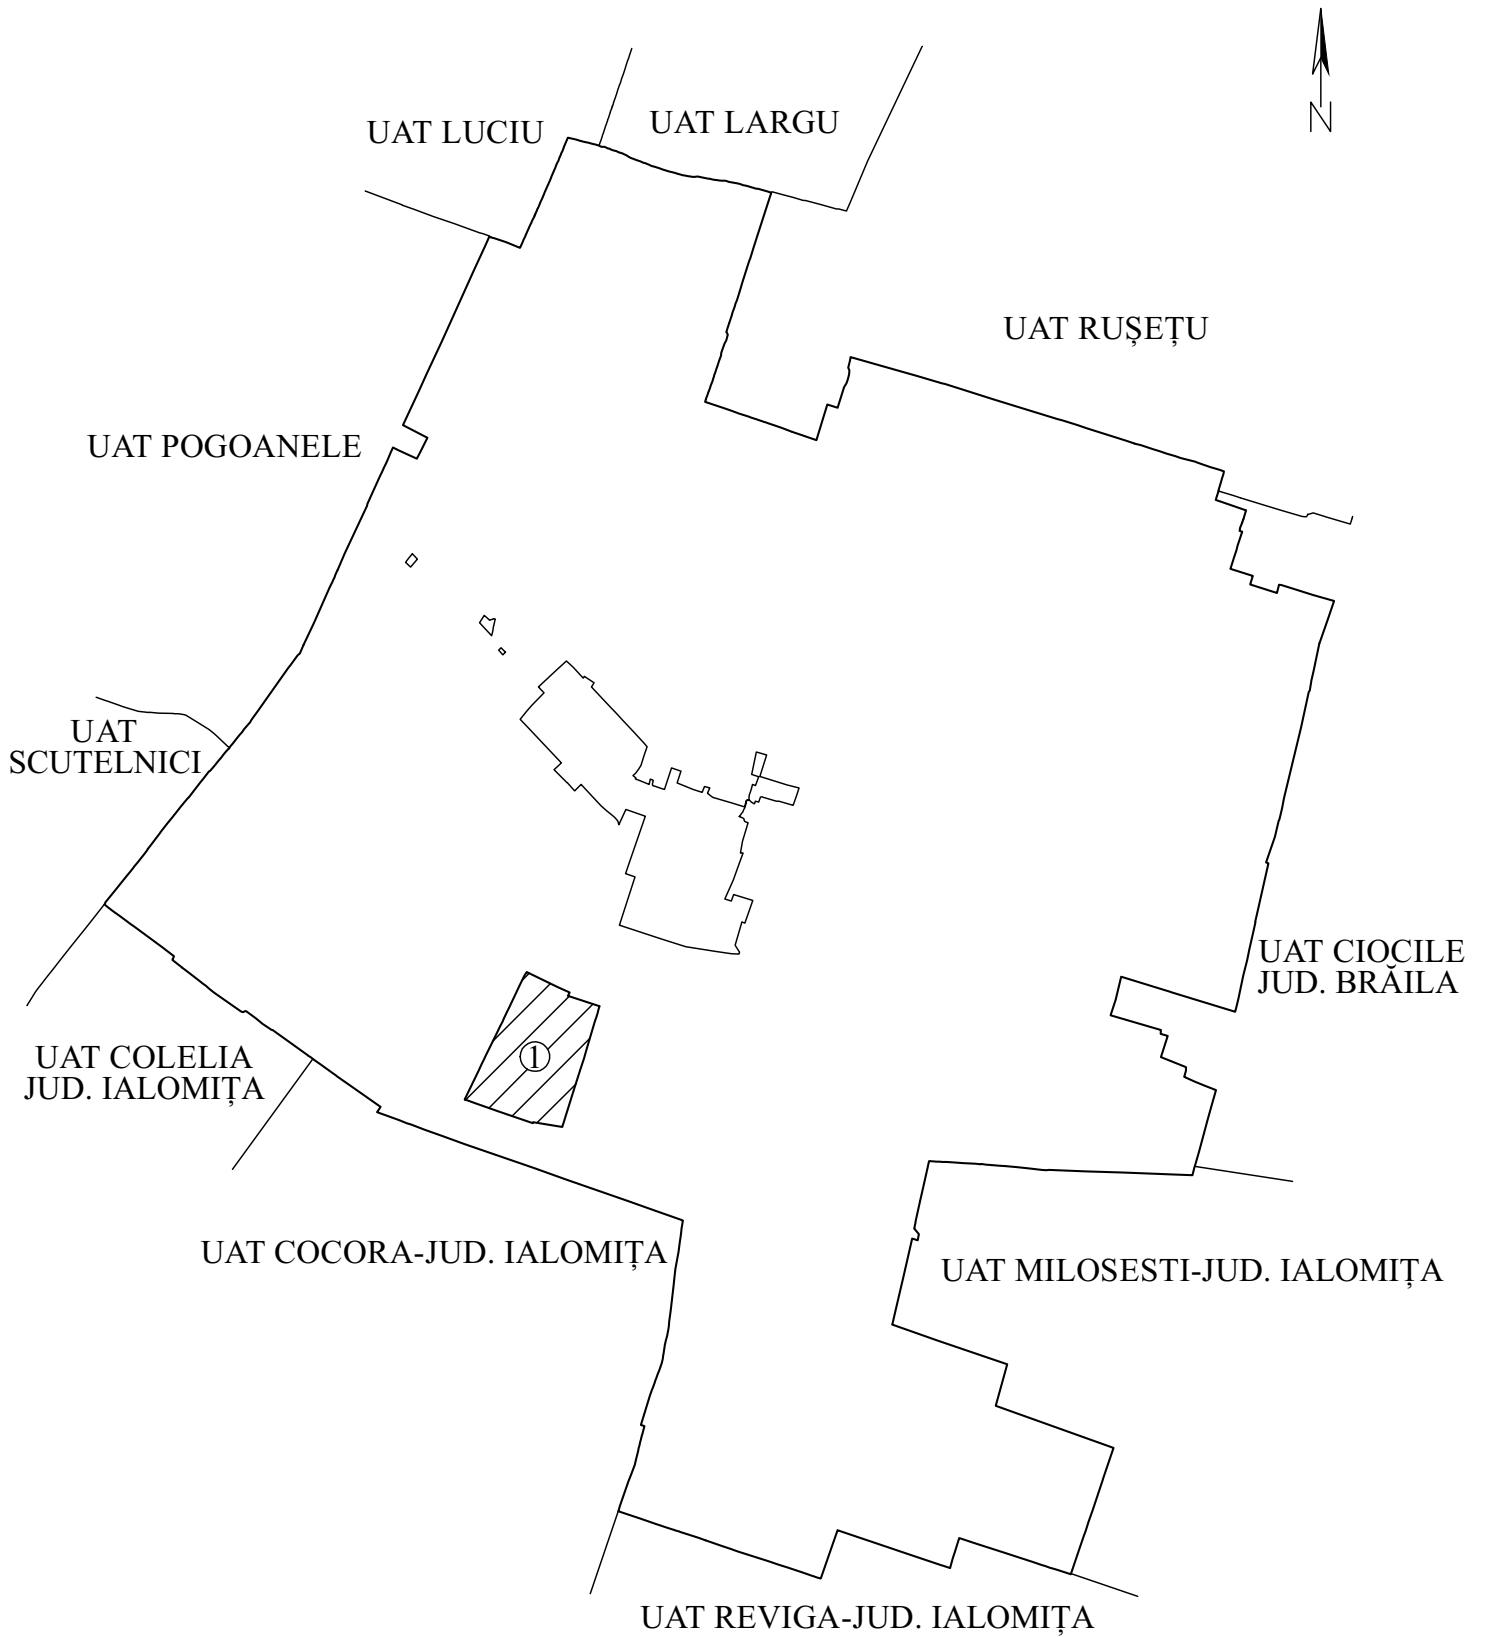 N
UAT LUCIU
UAT LARGU
UAT RUȘEȚU
UAT POGOANELE
UAT
SCUTELNICI
UAT CIOCILE
JUD. BRĂILA
UAT COLELIA
JUD. IALOMIȚA
1
UAT COCORA-JUD. IALOMIȚA
UAT MILOSESTI-JUD. IALOMIȚA
UAT REVIGA-JUD. IALOMIȚA